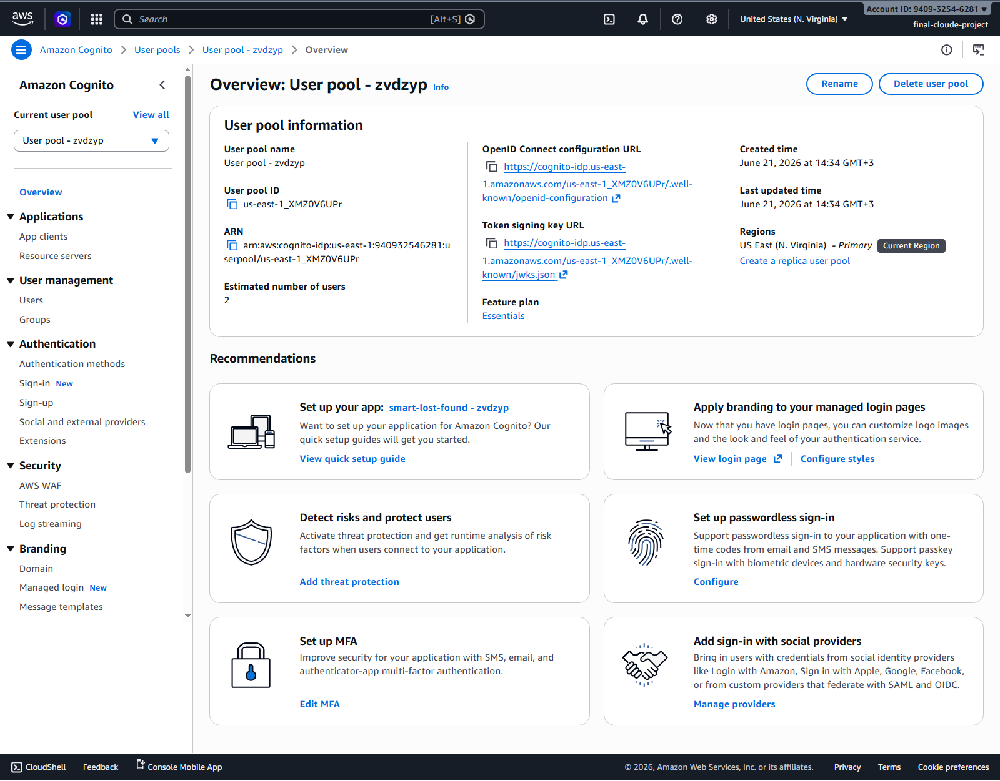 aws
Search
[Alt+S]
United States (N. Virginia)
Account ID: 9409-3254-6281
final-cloude-project
Amazon Cognito
User pools
User pool - zvdzyp
Overview
Amazon Cognito
Current user pool
View all
User pool - zvdzyp
Overview
Applications
App clients
Resource servers
User management
Users
Groups
Authentication
Authentication methods
Sign-in New
Sign-up
Social and external providers
Extensions
Security
AWS WAF
Threat protection
Log streaming
Branding
Domain
Managed login New
Message templates
Overview: User pool - zvdzyp Info
Rename
Delete user pool
User pool information
User pool name
User pool - zvdzyp
User pool ID
us-east-1_XMZ0V6UPr
ARN
arn:aws:cognito-idp:us-east-1:940932546281:u
serpool/us-east-1_XMZ0V6UPr
Estimated number of users
2
OpenID Connect configuration URL
https://cognito-idp.us-east-
1.amazonaws.com/us-east-1_XMZ0V6UPr/.well-
known/openid-configuration
Token signing key URL
https://cognito-idp.us-east-
1.amazonaws.com/us-east-1_XMZ0V6UPr/.well-
known/jwks.json
Feature plan
Essentials
Created time
June 21, 2026 at 14:34 GMT+3
Last updated time
June 21, 2026 at 14:34 GMT+3
Regions
US East (N. Virginia) - Primary Current Region
Create a replica user pool
Recommendations
Set up your app: smart-lost-found - zvdzyp
Want to set up your application for Amazon Cognito? Our
quick setup guides will get you started.
View quick setup guide
Apply branding to your managed login pages
Now that you have login pages, you can customize logo images
and the look and feel of your authentication service.
View login page
Configure styles
Detect risks and protect users
Activate threat protection and get runtime analysis of risk
factors when users connect to your application.
Add threat protection
Set up passwordless sign-in
Support passwordless sign-in to your application with one-
time codes from email and SMS messages. Support passkey
sign-in with biometric devices and hardware security keys.
Configure
Set up MFA
Improve security for your application with SMS, email, and
authenticator-app multi-factor authentication.
Edit MFA
Add sign-in with social providers
Bring in users with credentials from social identity providers
like Login with Amazon, Sign in with Apple, Google, Facebook,
or from custom providers that federate with SAML and OIDC.
Manage providers
CloudShell
Feedback
Console Mobile App
© 2026, Amazon Web Services, Inc. or its affiliates.
Privacy
Terms
Cookie preferences